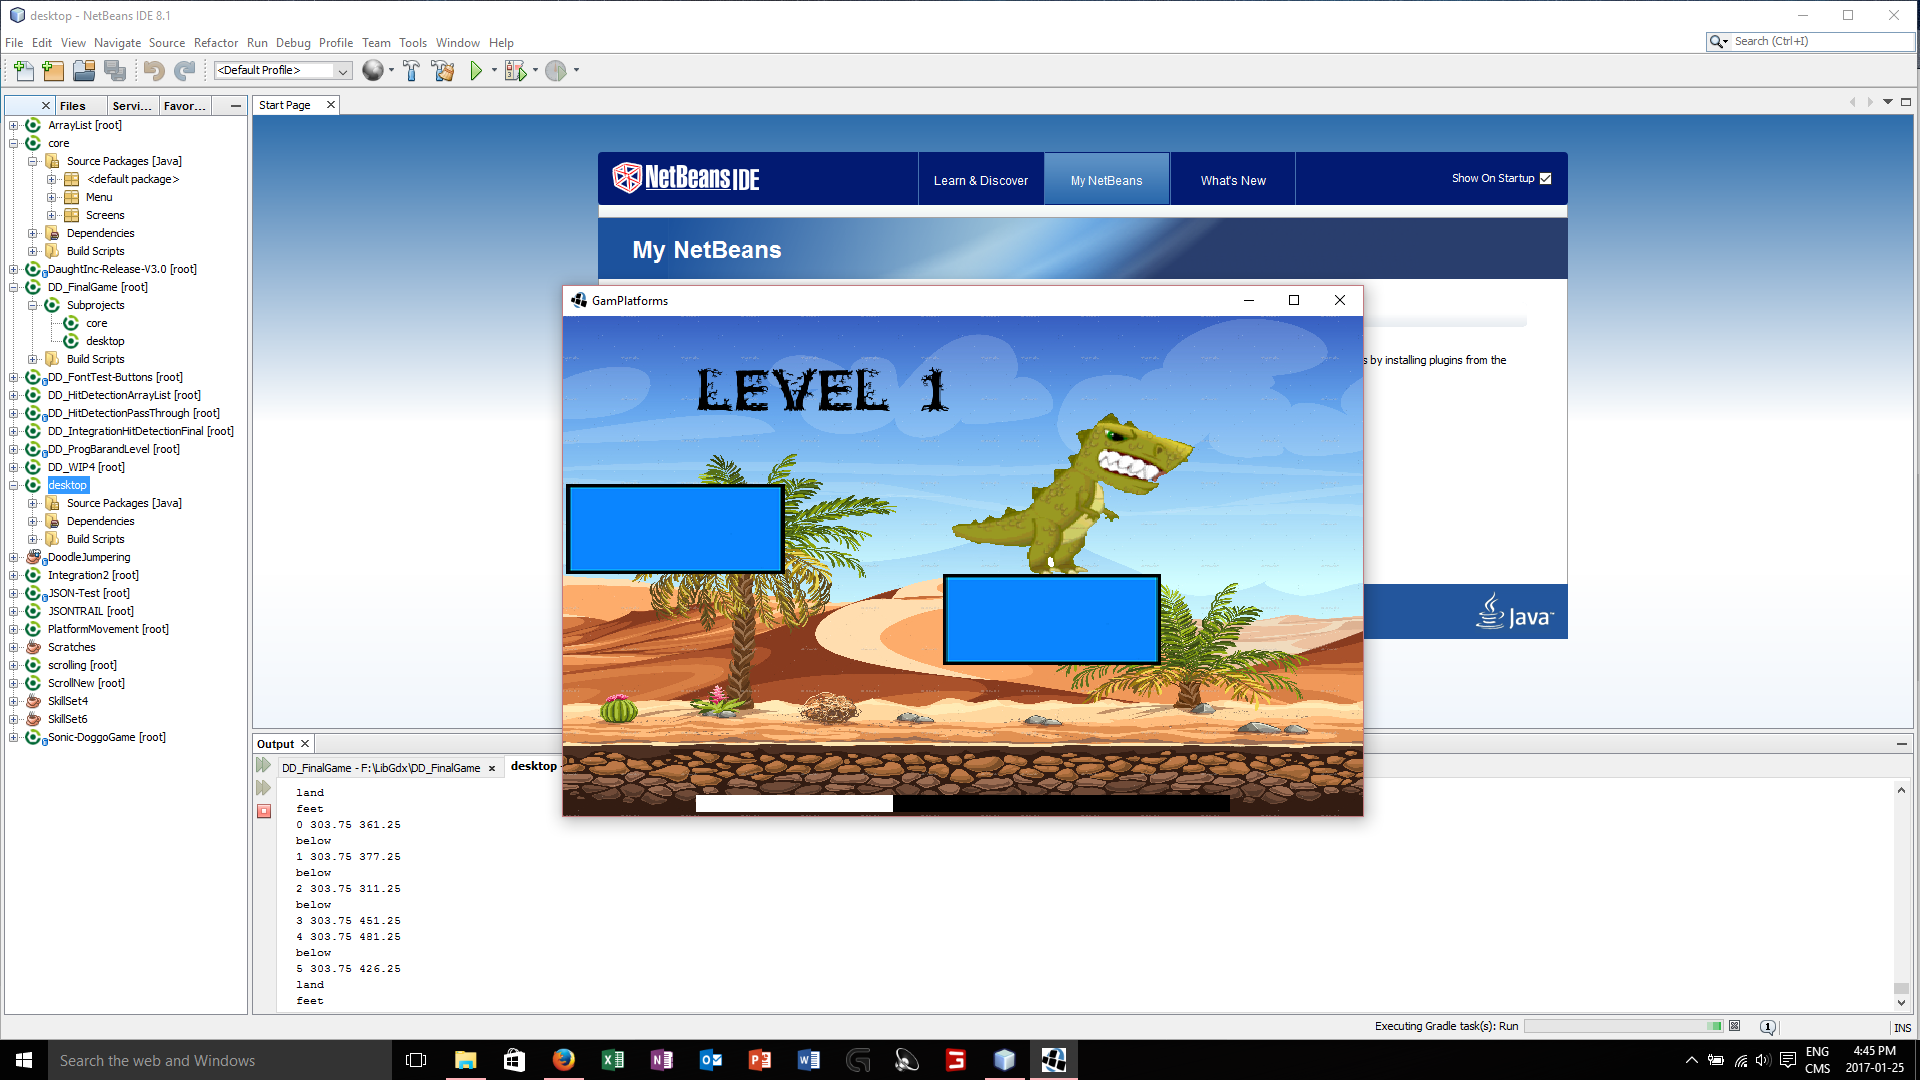 desktop - NetBeans IDE 8.1
File Edit View Navigate Source Refactor Run Debug Profile Team Tools Window Help
Search (Ctrl+I)
<Default Profile>
Files Servi... Favor...
Start Page
ArrayList [root]
core
Source Packages [Java]
<default package>
Menu
Screens
Dependencies
Build Scripts
DaughtInc-Release-V3.0 [root]
DD_FinalGame [root]
Subprojects
core
desktop
Build Scripts
DD_FontTest-Buttons [root]
DD_HitDetectionArrayList [root]
DD_HitDetectionPassThrough [root]
DD_IntegrationHitDetectionFinal [root]
DD_ProgBarandLevel [root]
DD_WIP4 [root]
desktop
Source Packages [Java]
Dependencies
Build Scripts
DoodleJumpering
Integration2 [root]
JSON-Test [root]
JSONTRAIL [root]
PlatformMovement [root]
Scratches
scrolling [root]
ScrollNew [root]
SkillSet4
SkillSet6
Sonic-DoggoGame [root]
NetBeans IDE
Learn & Discover
My NetBeans
What's New
Show On Startup
My NetBeans
s by installing plugins from the
Java
GamPlatforms
LEVEL 1
Output
DD_FinalGame - F:\LibGdx\DD_FinalGame
desktop
land
feet
0 303.75 361.25
below
1 303.75 377.25
below
2 303.75 311.25
below
3 303.75 451.25
4 303.75 481.25
below
5 303.75 426.25
land
feet
Executing Gradle task(s): Run
1
INS
Search the web and Windows
ENG
CMS
4:45 PM
2017-01-25